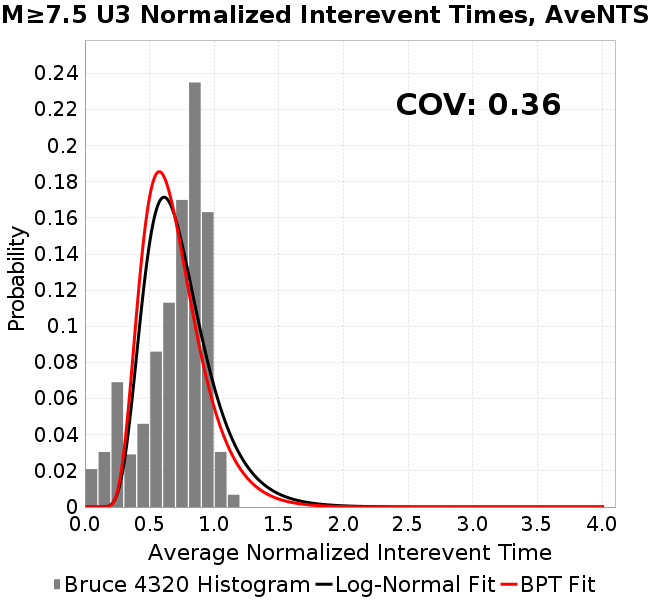 M≥7.5 U3 Normalized Interevent Times, AveNTS
COV: 0.36
0.24
0.22
0.2
0.18
0.16
0.14
0.12
0.1
0.08
0.06
0.04
0.02
0
Probability
0.0 0.5 1.0 1.5 2.0 2.5 3.0 3.5 4.0
Average Normalized Interevent Time
Bruce 4320 Histogram Log-Normal Fit BPT Fit